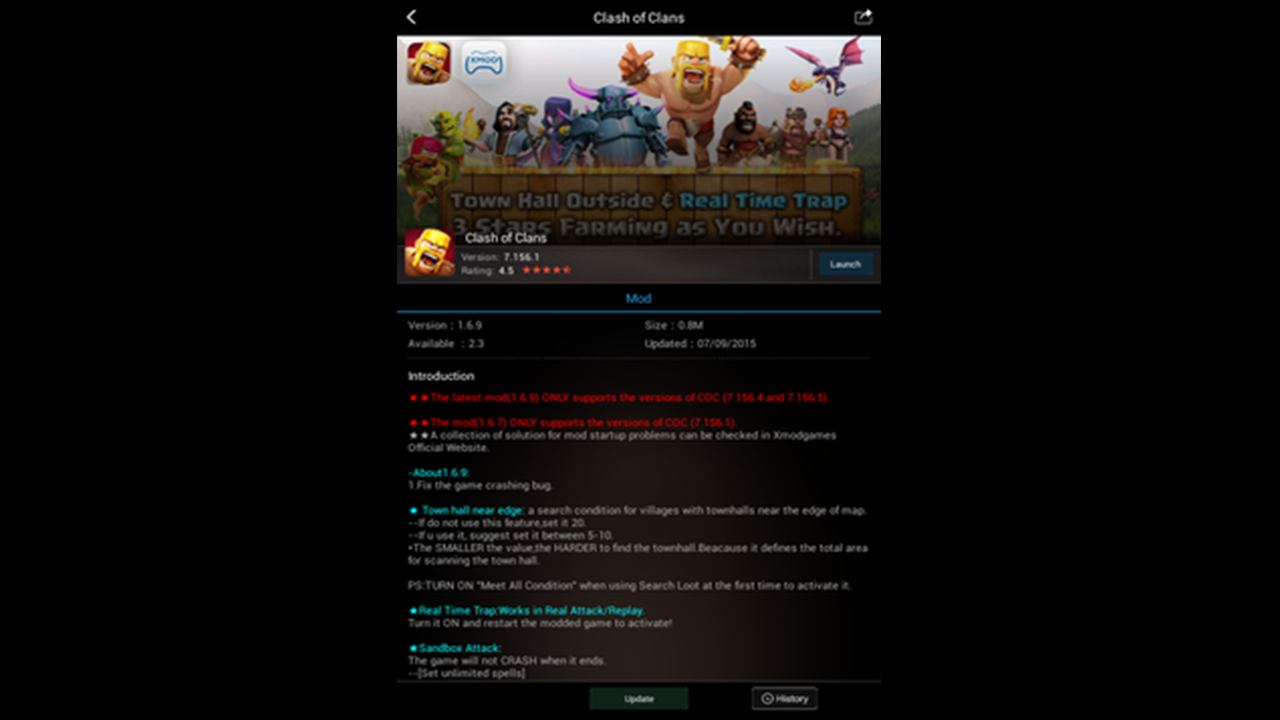 Clash of Clans
XMOD
Town Hall Outside & Real Time Trap
3 Stars Farming as You Wish.
Clash of Clans
Version: 7.156.1
Rating: 4.5
Launch
Mod
Version : 1.6.9
Size : 0.8M
Available : 2.3
Updated : 07/09/2015
Introduction
★★The latest mod(1.6.9) ONLY supports the versions of COC (7.156.4 and 7.156.5).
★★The mod(1.6.7) ONLY supports the versions of COC (7.156.1).
★★A collection of solution for mod startup problems can be checked in Xmodgames
Official Website.
-About1.6.9:
1.Fix the game crashing bug.
★ Town hall near edge: a search condition for villages with townhalls near the edge of map.
--If do not use this feature,set it 20.
--If u use it, suggest set it between 5-10.
•The SMALLER the value,the HARDER to find the townhall.Beacause it defines the total area
for scanning the town hall.
PS:TURN ON "Meet All Condition" when using Search Loot at the first time to activate it.
★Real Time Trap:Works in Real Attack/Replay.
Turn it ON and restart the modded game to activate!
★Sandbox Attack:
The game will not CRASH when it ends.
--[Set unlimited spells]
Update
History